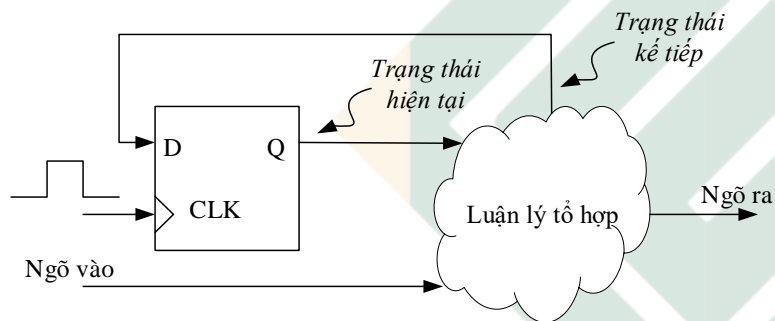 Trạng thái
kế tiếp
Trạng thái
hiện tại
D
Q
CLK
Luận lý tổ hợp
Ngõ ra
Ngõ vào